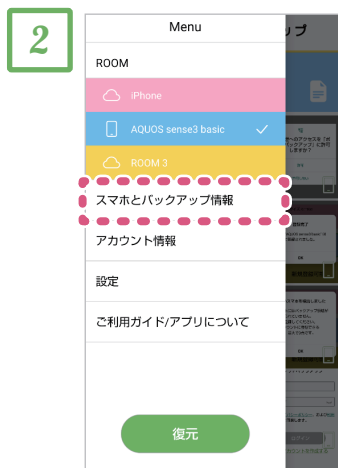 2
Menu
ップ
ROOM
iPhone
AQUOS sense3 basic
ROOM 3
スマホとバックアップ情報
アカウント情報
設定
ご利用ガイド/アプリについて
復元